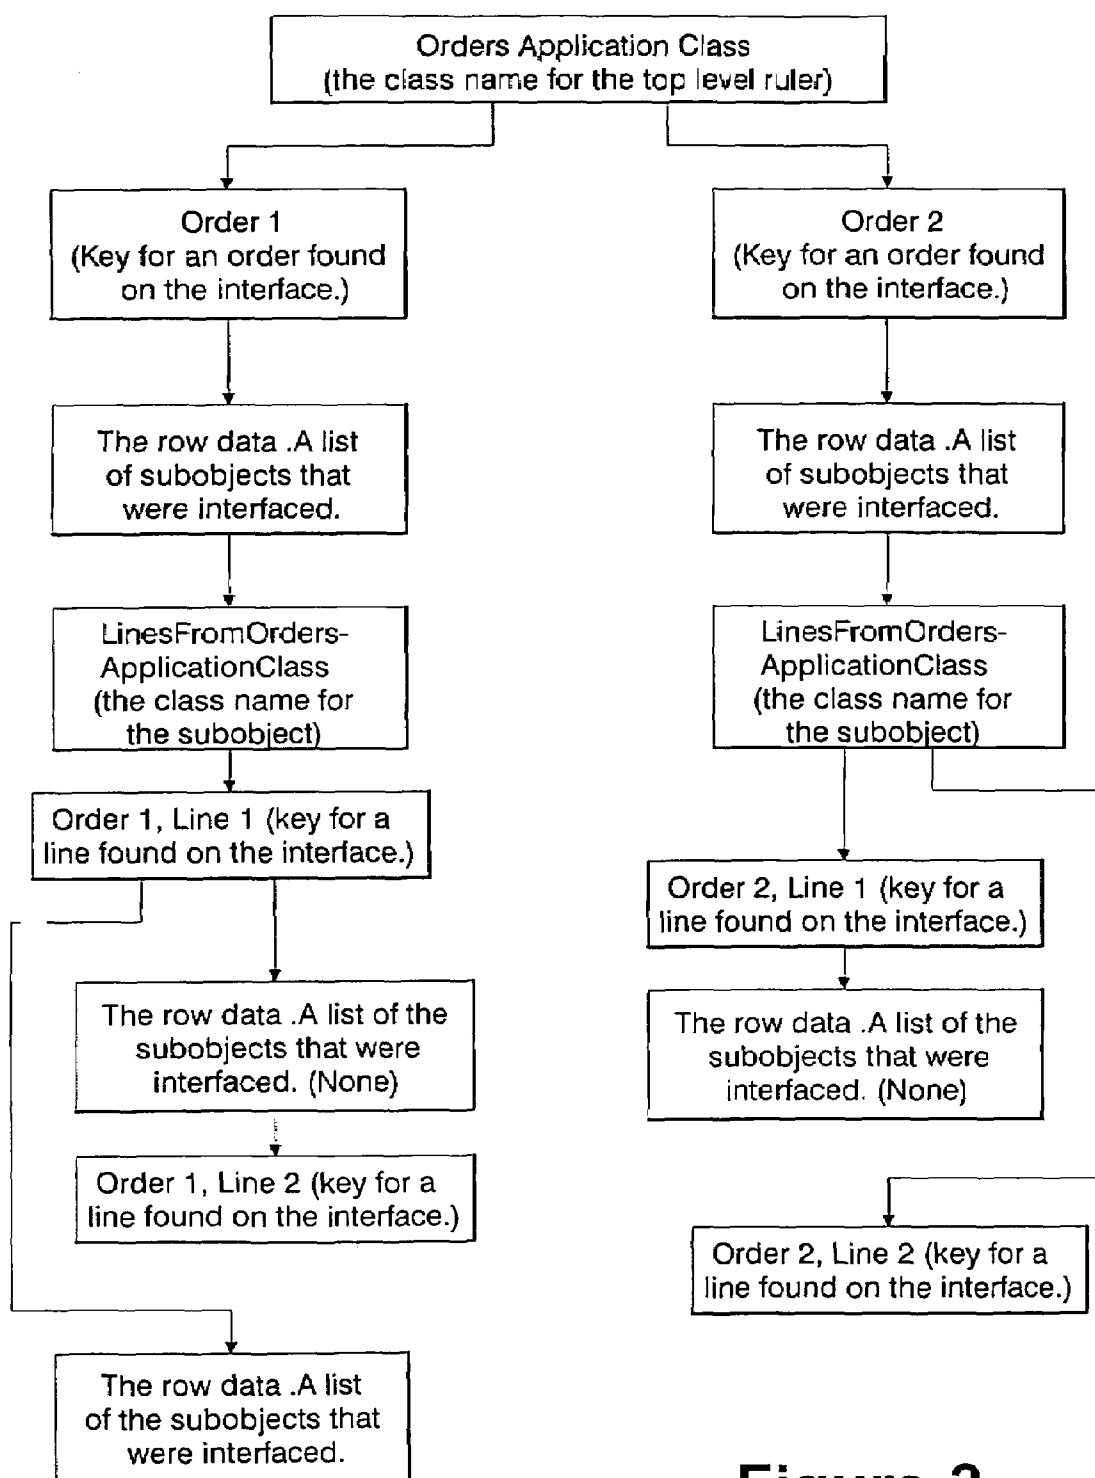 Orders Application Class
(the class name for the top level ruler)
Order 1
(Key for an order found
on the interface.)
Order 2
(Key for an order found
on the interface.)
The row data .A list
of subobjects that
were interfaced.
The row data .A list
of subobjects that
were interfaced.
LinesFromOrders-
ApplicationClass
(the class name for
the subobject)
LinesFromOrders-
ApplicationClass
(the class name for
the subobject)
Order 1, Line 1 (key for a
line found on the interface.)
Order 2, Line 1 (key for a
line found on the interface.)
The row data .A list of the
subobjects that were
interfaced. (None)
The row data .A list of the
subobjects that were
interfaced. (None)
Order 1, Line 2 (key for a
line found on the interface.)
Order 2, Line 2 (key for a
line found on the interface.)
The row data .A list
of the subobjects that
were interfaced.